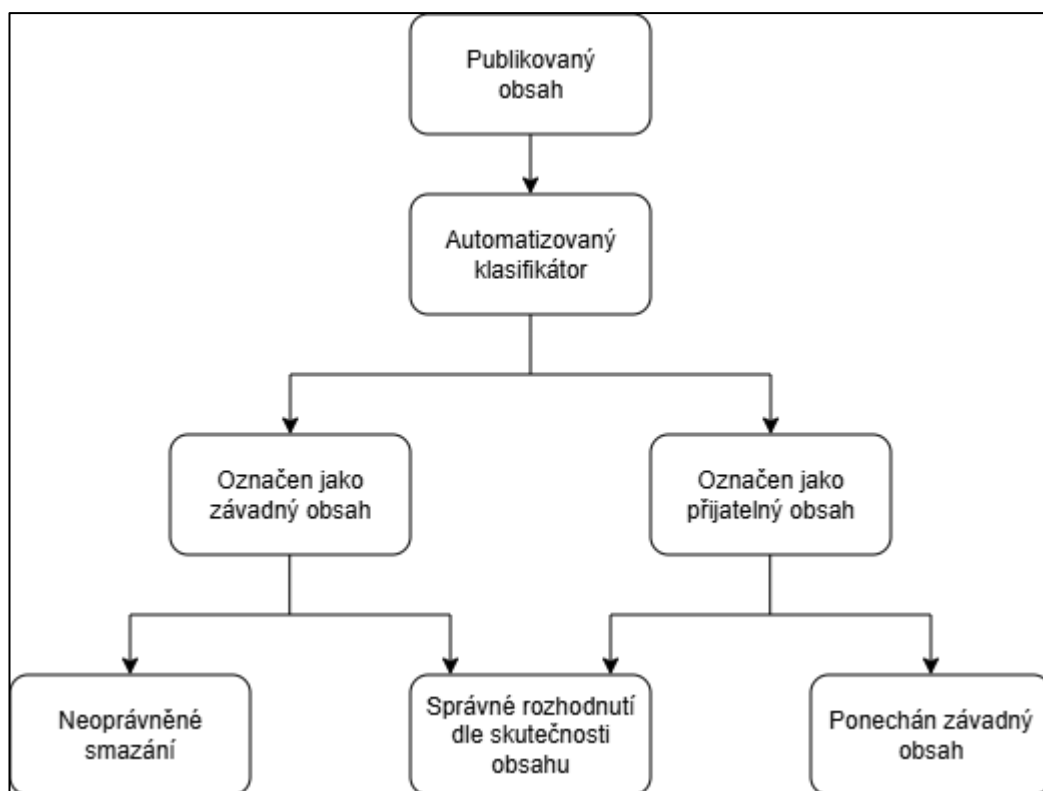 Publikovaný
obsah
Automatizovaný
klasifikátor
Označen jako
závadný obsah
Označen jako
přijatelný obsah
Neoprávněné
smazání
Správné rozhodnutí
dle skutečnosti
obsahu
Ponechán závadný
obsah